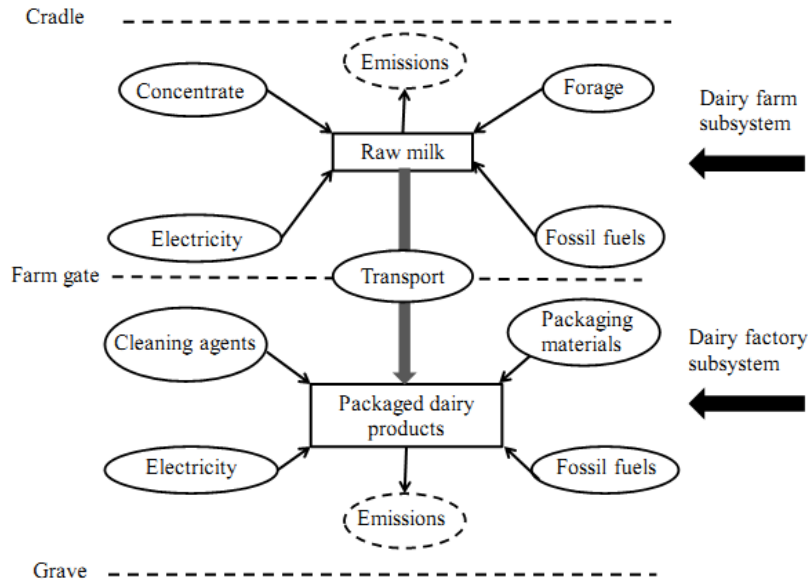 Cradle
Emissions
Concentrate
Forage
Dairy farm
subsystem
Raw milk
Electricity
Fossil fuels
Farm gate
Transport
Cleaning agents
Packaging
materials
Dairy factory
subsystem
Packaged dairy
products
Electricity
Fossil fuels
Emissions
Grave